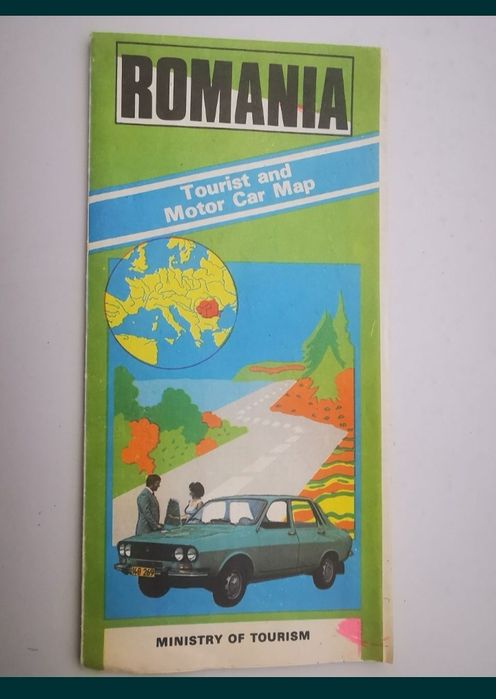 ROMANIA
Tourist and
Motor Car Map
MINISTRY OF TOURISM